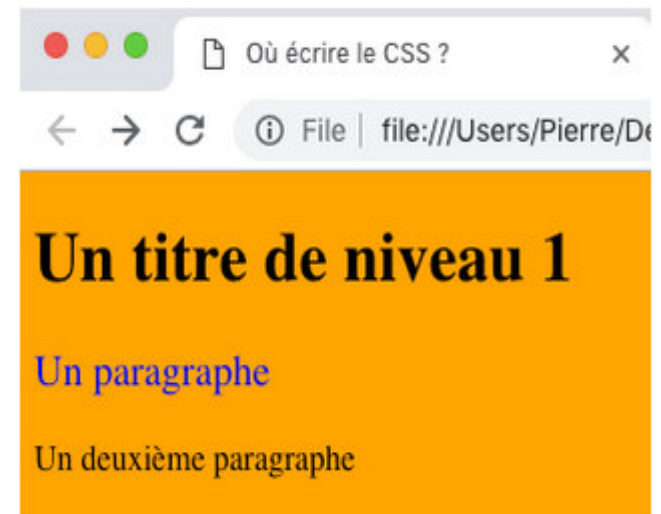 Où écrire le CSS ?
File file:///Users/Pierre/De
Un titre de niveau 1
Un paragraphe
Un deuxième paragraphe